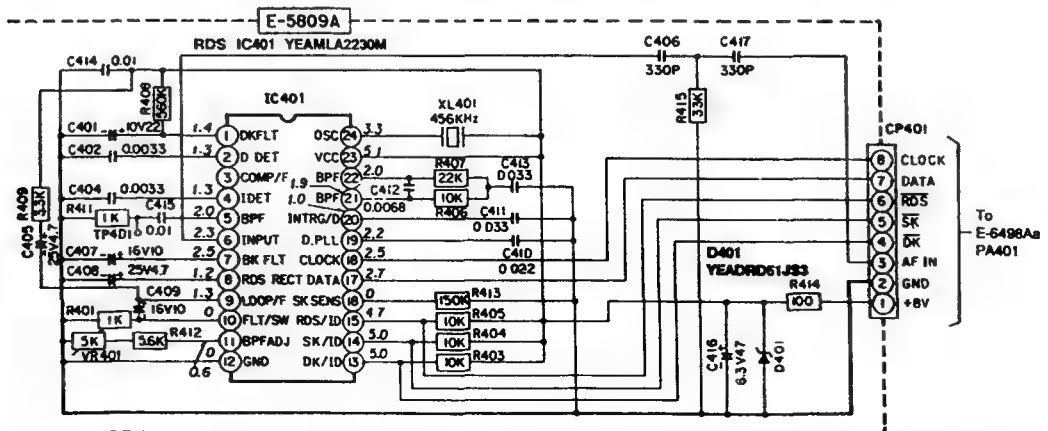 E-5809A
RDS IC401 YEAMLA2230M
C414 0.01
C406 330P
C417 330P
R408 560K
R415 33K
IC401
XL401 456KHz
CP401
C401 10V22 1.4 1 DKFLT OSC 24 3.3
C402 0.0033 1.3 2 D DET VCC 23 5.1
3 COMP/F BPF 22 2.0 R407 22K C413 0.033
C404 0.0033 1.3 4 IDET 1.9 1.0 BPF 21 C412 0.0068 10K R406
R409 3.3K
R411 1K C415 0.01 TP401 2.0 5 BPF INTRG/D 20 C411 0.033
C405 25V4.7
2.3 6 INPUT D.PLL 19 2.2 C410 0.022
C407 16V10 2.5 7 BKFLT CLOCK 18 2.5
C408 25V4.7 1.2 8 RDS RECT DATA 17 2.7
C409 16V10 1.3 9 LOOP/F SKSENS 16 0 R413 150K
R401 1K 0 10 FLT/SW RDS/ID 15 4.7 R405 10K
5K VR401 5.6K R412 11 BPFADJ SK/ID 14 5.0 R404 10K
0 0.6 12 GND DK/ID 13 5.0 R403 10K
D401 YEADRD51JS3
R414 100
C416 6.3V47
D401
8 CLOCK
7 DATA
6 RDS
5 SK
4 DK
3 AF IN
2 GND
1 +8V
To
E-6498Aa
PA401